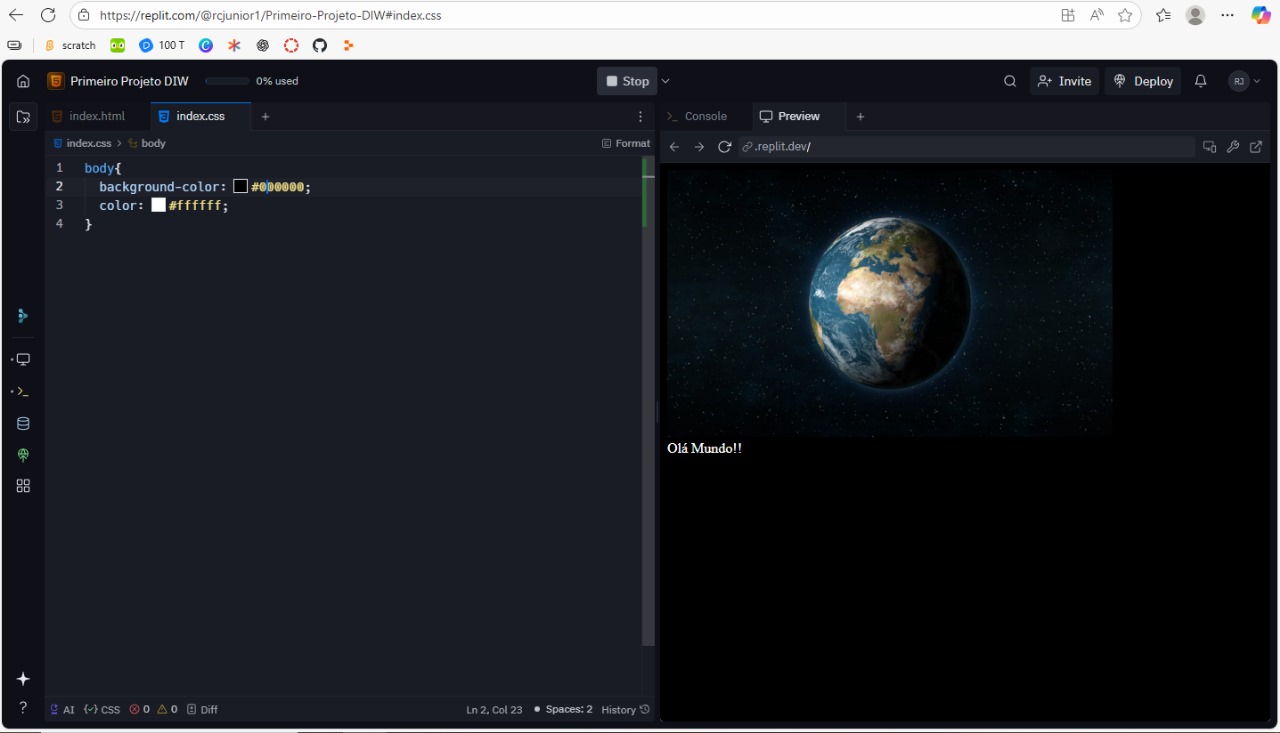 https://replit.com/@rcjunior1/Primeiro-Projeto-DIW#index.css
scratch
100 T
Primeiro Projeto DIW
0% used
Stop
Invite
Deploy
RJ
index.html
index.css
Console
Preview
index.css > body
Format
.replit.dev/
1 body{
2 background-color: #000000;
3 color: #ffffff;
4 }
Olá Mundo!!
AI
CSS
0
0
Diff
Ln 2, Col 23
Spaces: 2
History